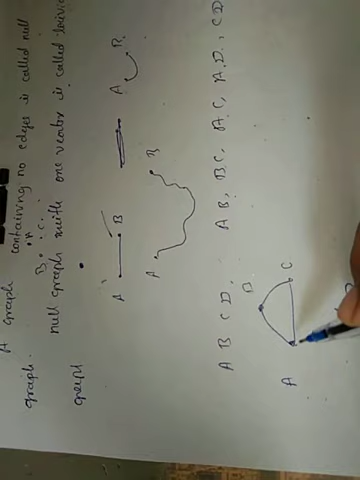 A graph containing no edges is called null
graph.
B A C
null graph with one vertex is called trivial
graph
A B A B
A B
A B C D. A B, B C, A C, A D, C D
B
A C